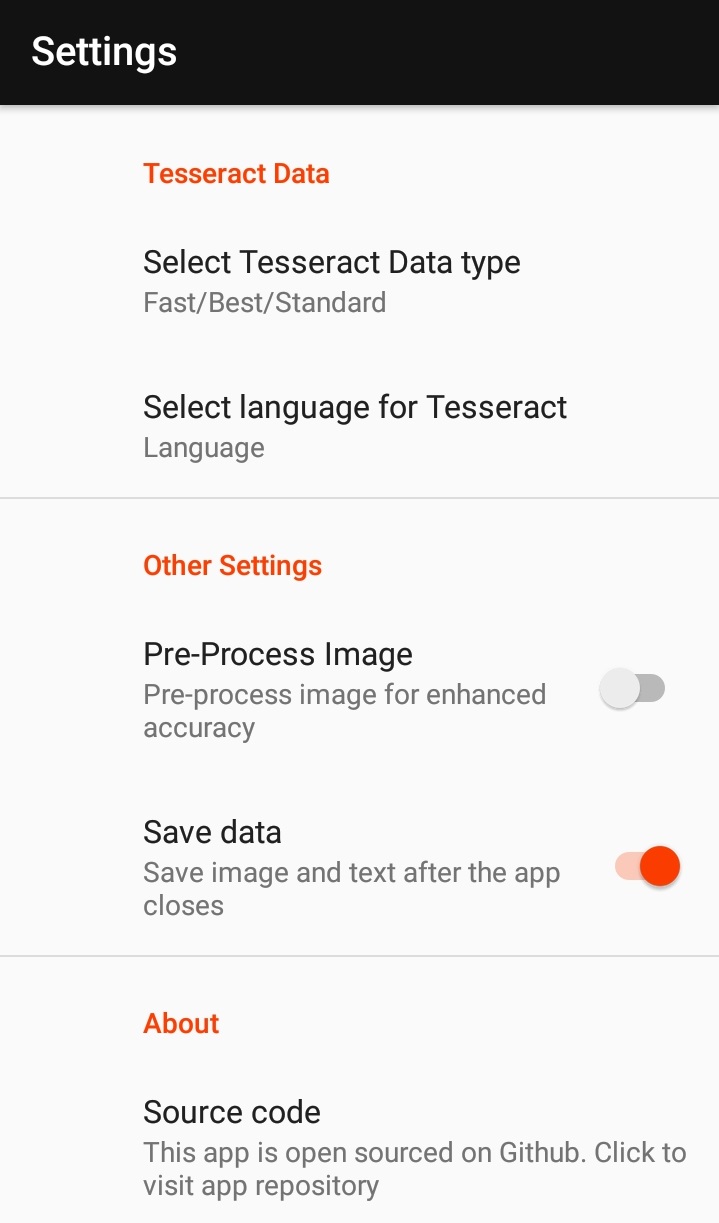 Settings
Tesseract Data
Select Tesseract Data type
Fast/Best/Standard
Select language for Tesseract
Language
Other Settings
Pre-Process Image
Pre-process image for enhanced
accuracy
Save data
Save image and text after the app
closes
About
Source code
This app is open sourced on Github. Click to
visit app repository